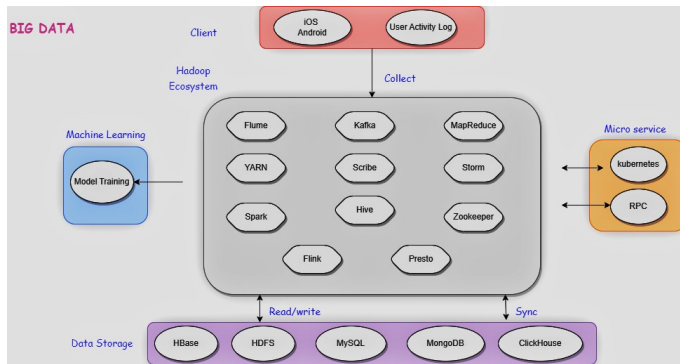 BIG DATA
Client
iOS
Android
User Activity Log
Hadoop
Ecosystem
Collect
Flume
Kafka
MapReduce
Machine Learning
Micro service
Model Training
YARN
Scribe
Storm
kubernetes
Spark
Hive
Zookeeper
RPC
Flink
Presto
Read/write
Sync
Data Storage
HBase
HDFS
MySQL
MongoDB
ClickHouse